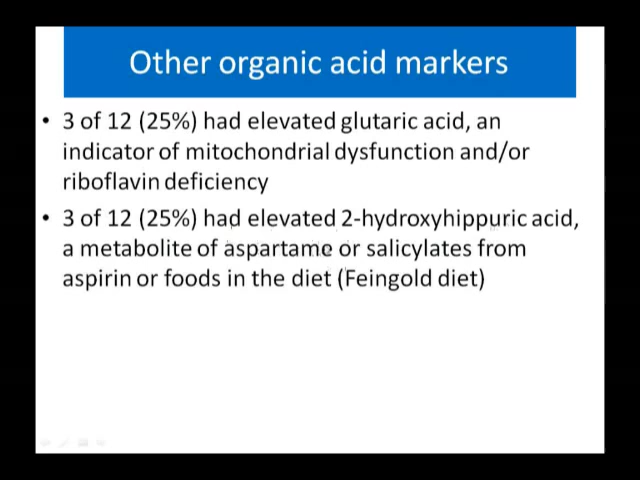 Other organic acid markers
• 3 of 12 (25%) had elevated glutaric acid, an
indicator of mitochondrial dysfunction and/or
riboflavin deficiency
• 3 of 12 (25%) had elevated 2-hydroxyhippuric acid,
a metabolite of aspartame or salicylates from
aspirin or foods in the diet (Feingold diet)